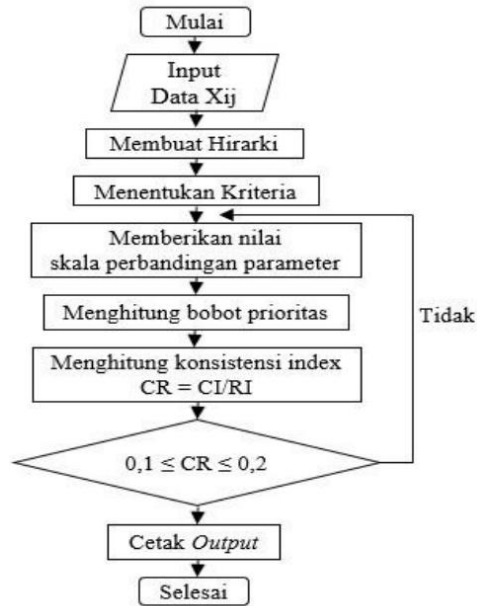 Mulai
Input
Data Xij
Membuat Hirarki
Menentukan Kriteria
Memberikan nilai
skala perbandingan parameter
Menghitung bobot prioritas
Tidak
Menghitung konsistensi index
CR = CI/RI
0,1 ≤ CR ≤ 0,2
Cetak Output
Selesai